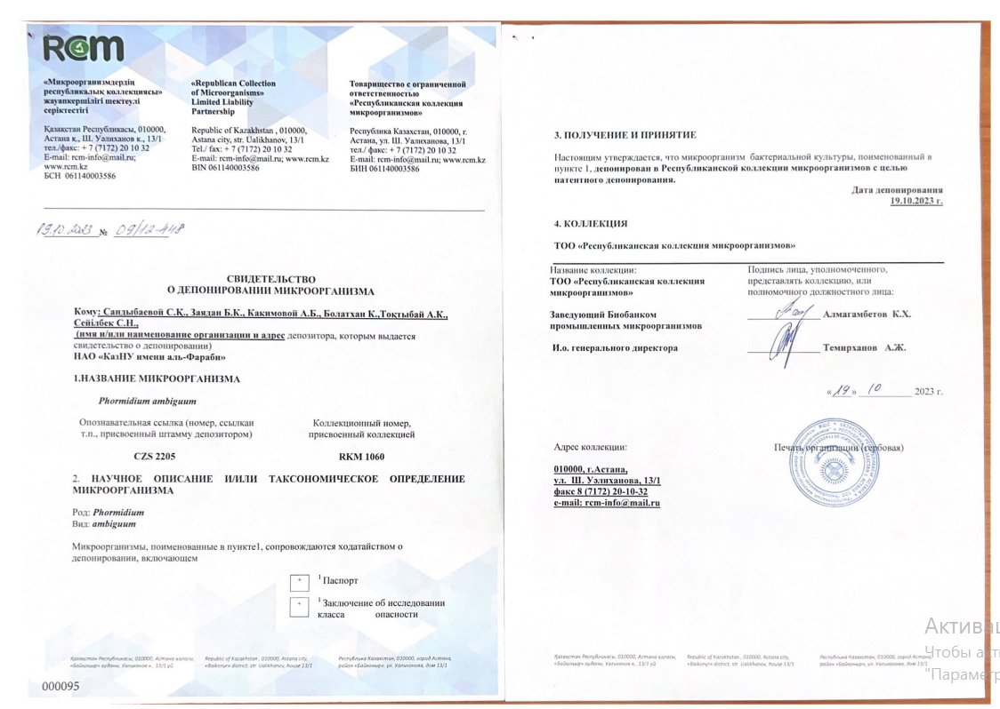 RCM
«Микроорганизмдердің
республикалық коллекциясы»
жауапкершілігі шектеулі
серіктестігі
Қазақстан Республикасы, 010000,
Астана қ., Ш. Уәлиханов к., 13/1
тел./факс: + 7 (7172) 20 10 32
E-mail: rcm-info@mail.ru;
www.rcm.kz
БСН 061140003586
«Republican Collection
of Microorganisms»
Limited Liability
Partnership
Republic of Kazakhstan , 010000,
Astana city, str. Ualikhanov, 13/1
Tel./ fax: + 7 (7172) 20 10 32
E-mail: rcm-info@mail.ru; www.rcm.kz
BIN 061140003586
Товарищество с ограниченной
ответственностью
«Республиканская коллекция
микроорганизмов»
Республика Казахстан, 010000, г.
Астана, ул. Ш. Уалиханова, 13/1
тел./ факс: + 7 (7172) 20 10 32
E-mail: rcm-info@mail.ru; www.rcm.kz
БИН 061140003586
19.10.2023 № 09/12-448
СВИДЕТЕЛЬСТВО
О ДЕПОНИРОВАНИИ МИКРООРГАНИЗМА
Кому: Сандыбаевой С.К., Заядан Б.К., Какимовой А.Б., Болатхан К.,Тоқтыбай А.К.,
Сейілбек С.Н.,
(имя и/или наименование организации и адрес депозитора, которым выдается
свидетельство о депонировании)
НАО «КазНУ имени аль-Фараби»
1.НАЗВАНИЕ МИКРООРГАНИЗМА
Phormidium ambiguum
Опознавательная ссылка (номер, ссылкаи
т.п., присвоенный штамму депозитором)
Коллекционный номер,
присвоенный коллекцией
CZS 2205
RKM 1060
2. НАУЧНОЕ ОПИСАНИЕ И/ИЛИ ТАКСОНОМИЧЕСКОЕ ОПРЕДЕЛЕНИЕ
МИКРООРГАНИЗМА
Род: Phormidium
Вид: ambiguum
Микроорганизмы, поименованные в пункте1, сопровождаются ходатайством о
депонировании, включающем
+ 1 Паспорт
+ 1 Заключение об исследовании
класса опасности
Қазақстан Республикасы, 010000, Астана қаласы,
«Байқоңыр» ауданы, Уәлиханов к., 13/1 үй
Republic of Kazakhstan , 010000, Astana city,
«Baikonyr» district, str. Ualikhanov, house 13/1
Республика Казахстан, 010000, город Астана,
район «Байконыр», ул. Уалиханова, дом 13/1
000095
3. ПОЛУЧЕНИЕ И ПРИНЯТИЕ
Настоящим утверждается, что микроорганизм бактериальной культуры, поименованный в
пункте 1, депонирован в Республиканской коллекции микроорганизмов с целью
патентного депонирования.
Дата депонирования
19.10.2023 г.
4. КОЛЛЕКЦИЯ
ТОО «Республиканская коллекция микроорганизмов»
Название коллекции:
ТОО «Республиканская коллекция
микроорганизмов»
Подпись лица, уполномоченного,
представлять коллекцию, или
полномочного должностного лица:
Заведующий Биобанком
промышленных микроорганизмов
Алмагамбетов К.Х.
И.о. генерального директора
Темирханов А.Ж.
«19» 10 2023 г.
Адрес коллекции:
Печать организации (гербовая)
010000, г.Астана,
ул. Ш. Уэлиханова, 13/1
факс 8 (7172) 20-10-32
e-mail: rcm-info@mail.ru
Қазақстан Республикасы, 010000, Астана қаласы,
«Байқоңыр» ауданы, Уәлиханов к., 13/1 үй
Republic of Kazakhstan , 010000, Astana city,
«Baikonyr» district, str. Ualikhanov, house 13/1
Республика Казахстан, 010000, город Астана,
район «Байконыр», ул. Уалиханова, дом 13/1
Активац
Чтобы акти
"Параметр